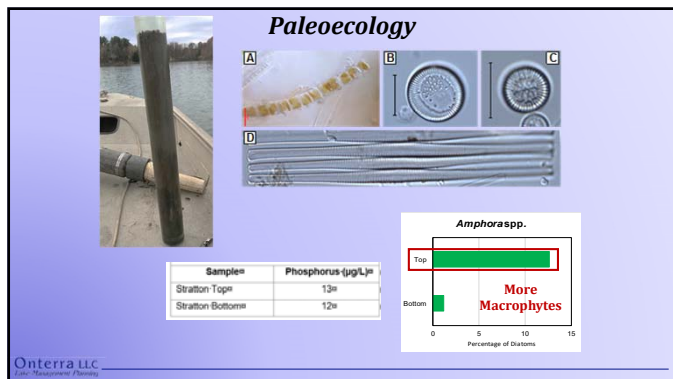 Paleoecology
A
B
C
D
Sample¤ Phosphorus·(µg/L)¤
Stratton·Top¤ 13¤
Stratton·Bottom¤ 12¤
Amphora spp.
Top
Bottom
More
Macrophytes
0 5 10 15
Percentage of Diatoms
Onterra LLC
Lake Management Planning